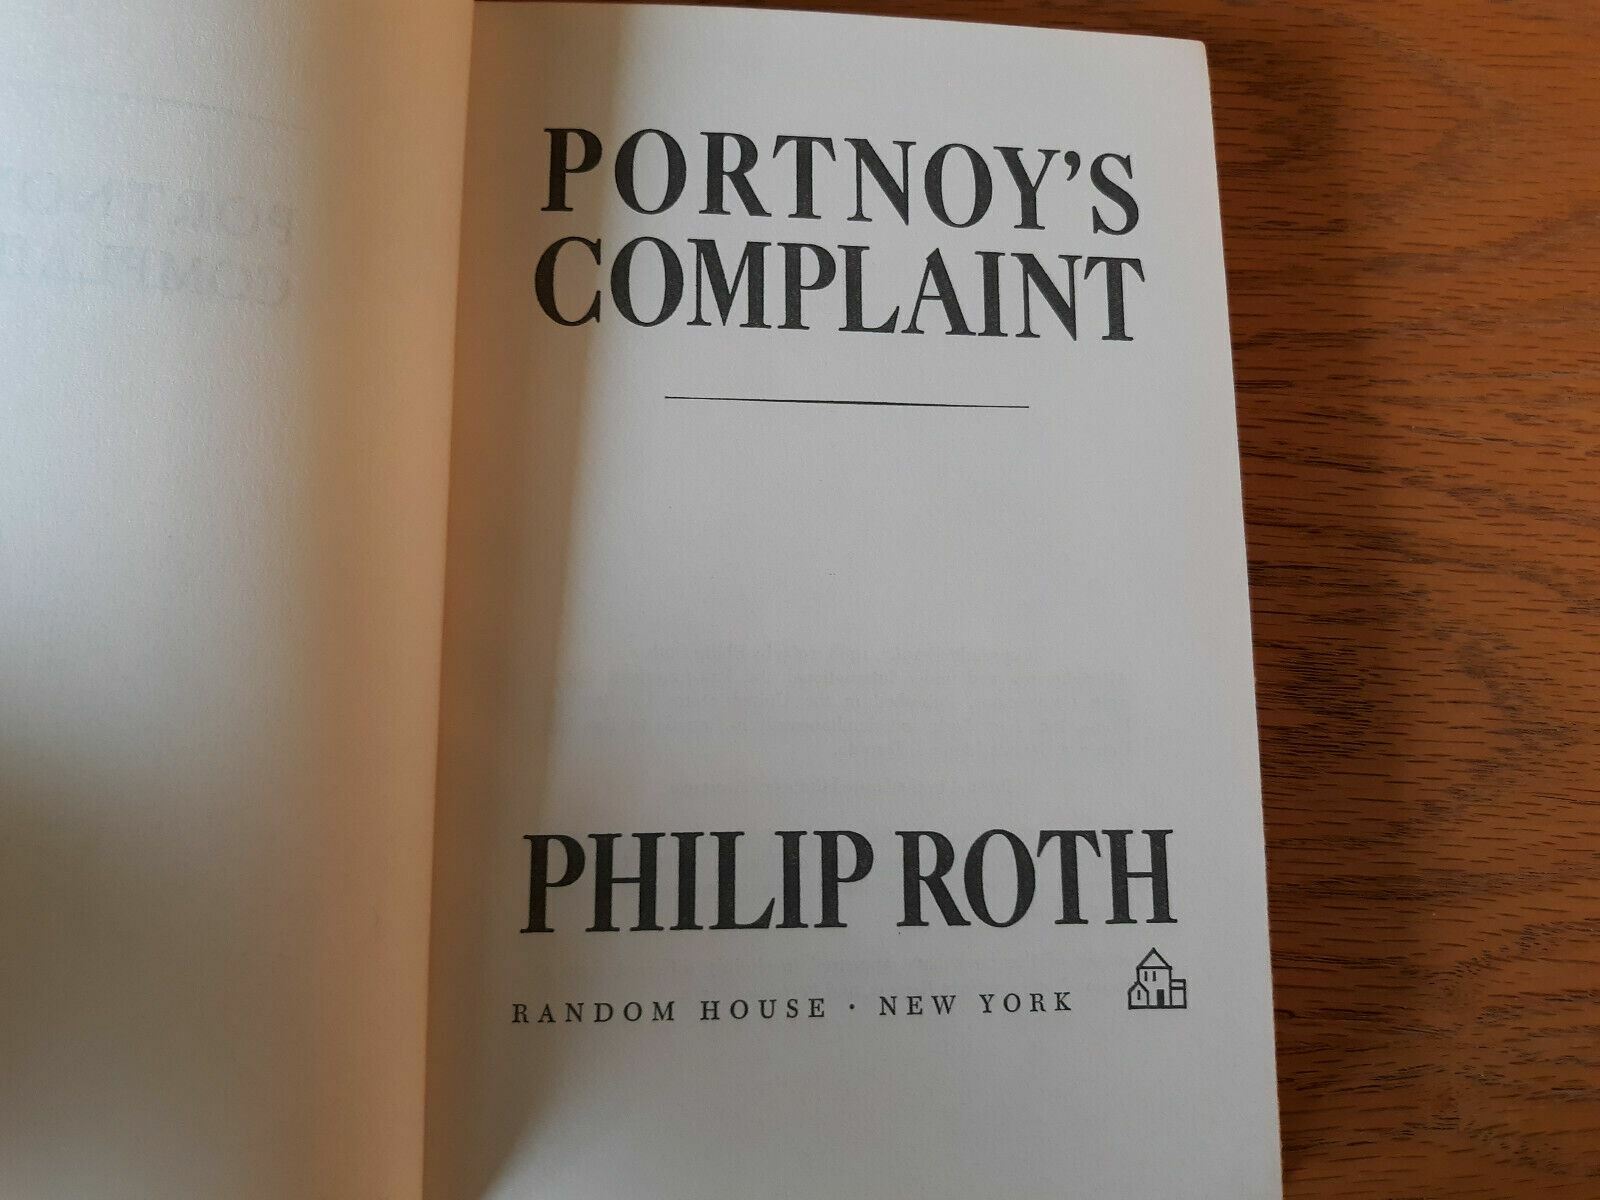 PORTNOY'S
COMPLAINT
PHILIP ROTH
RANDOM HOUSE · NEW YORK